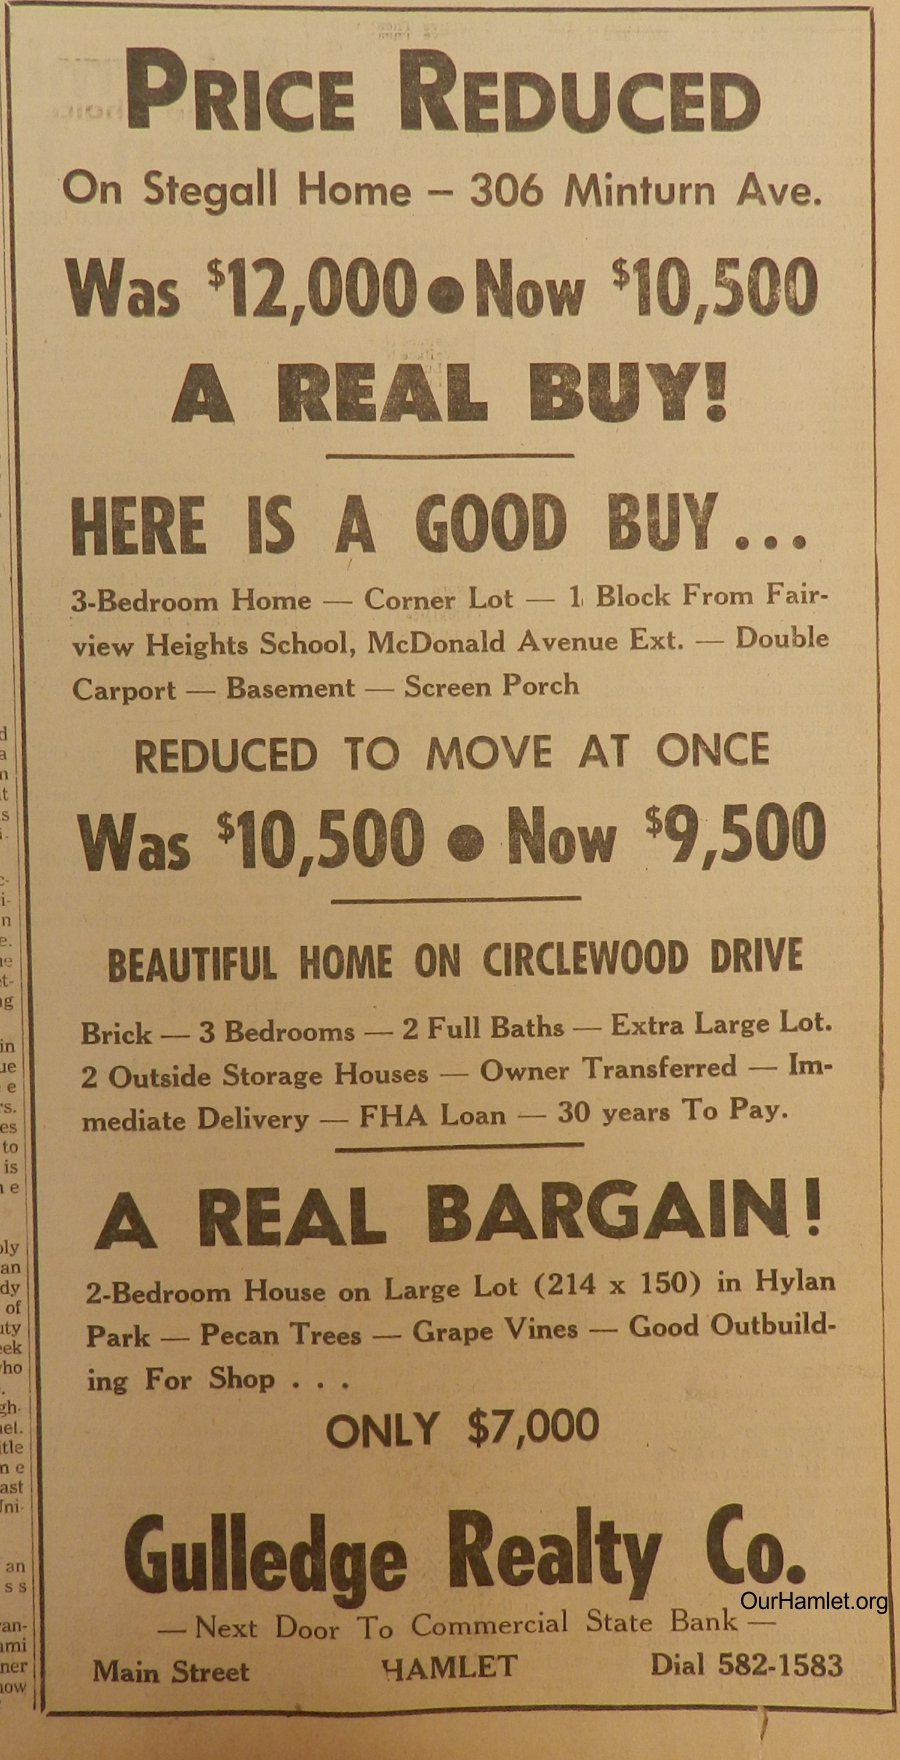 PRICE REDUCED
On Stegall Home — 306 Minturn Ave.
Was $12,000 ● Now $10,500
A REAL BUY!
HERE IS A GOOD BUY...
3-Bedroom Home — Corner Lot — 1 Block From Fair-
view Heights School, McDonald Avenue Ext. — Double
Carport — Basement — Screen Porch
REDUCED TO MOVE AT ONCE
Was $10,500 ● Now $9,500
BEAUTIFUL HOME ON CIRCLEWOOD DRIVE
Brick — 3 Bedrooms — 2 Full Baths — Extra Large Lot.
2 Outside Storage Houses — Owner Transferred — Im-
mediate Delivery — FHA Loan — 30 years To Pay.
A REAL BARGAIN!
2-Bedroom House on Large Lot (214 x 150) in Hylan
Park — Pecan Trees — Grape Vines — Good Outbuild-
ing For Shop . . .
ONLY $7,000
Gulledge Realty Co.
OurHamlet.org
— Next Door To Commercial State Bank —
Main Street HAMLET Dial 582-1583